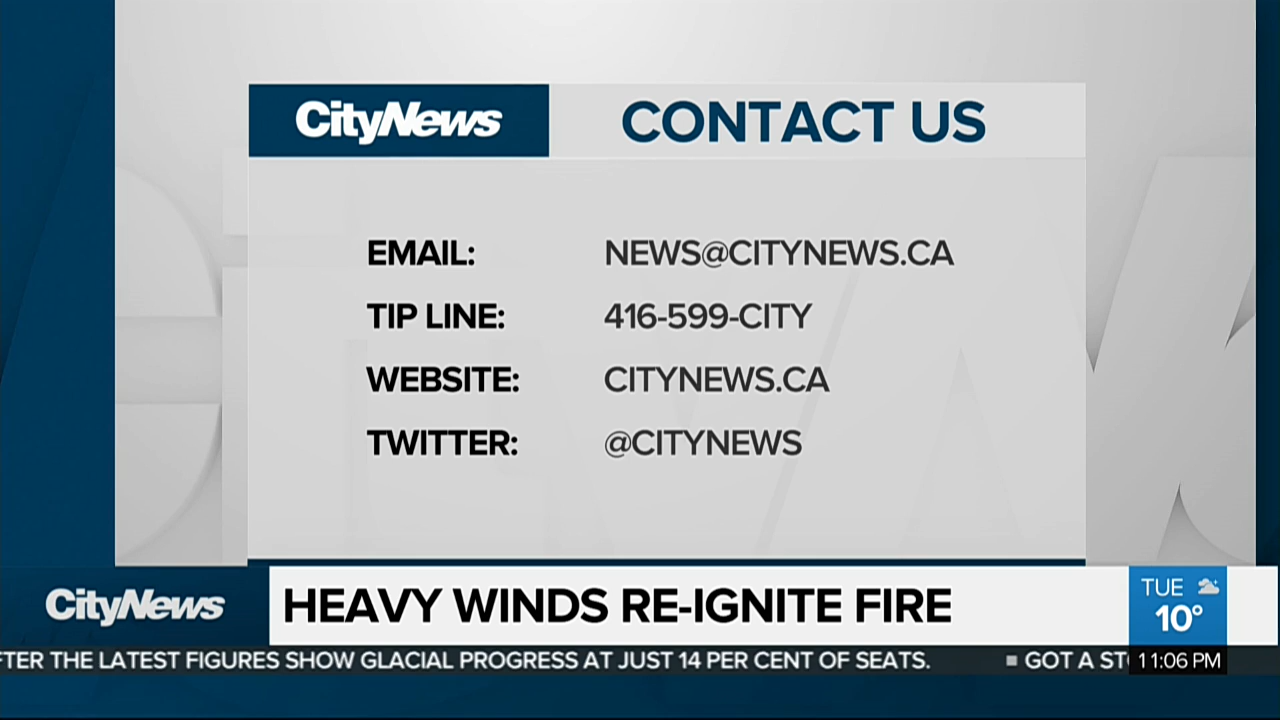 CityNews CONTACT US
EMAIL: NEWS@CITYNEWS.CA
TIP LINE: 416-599-CITY
WEBSITE: CITYNEWS.CA
TWITTER: @CITYNEWS
CityNews HEAVY WINDS RE-IGNITE FIRE
TUE
10°
THE LATEST FIGURES SHOW GLACIAL PROGRESS AT JUST 14 PER CENT OF SEATS. ■ GOT A 11:06 PM